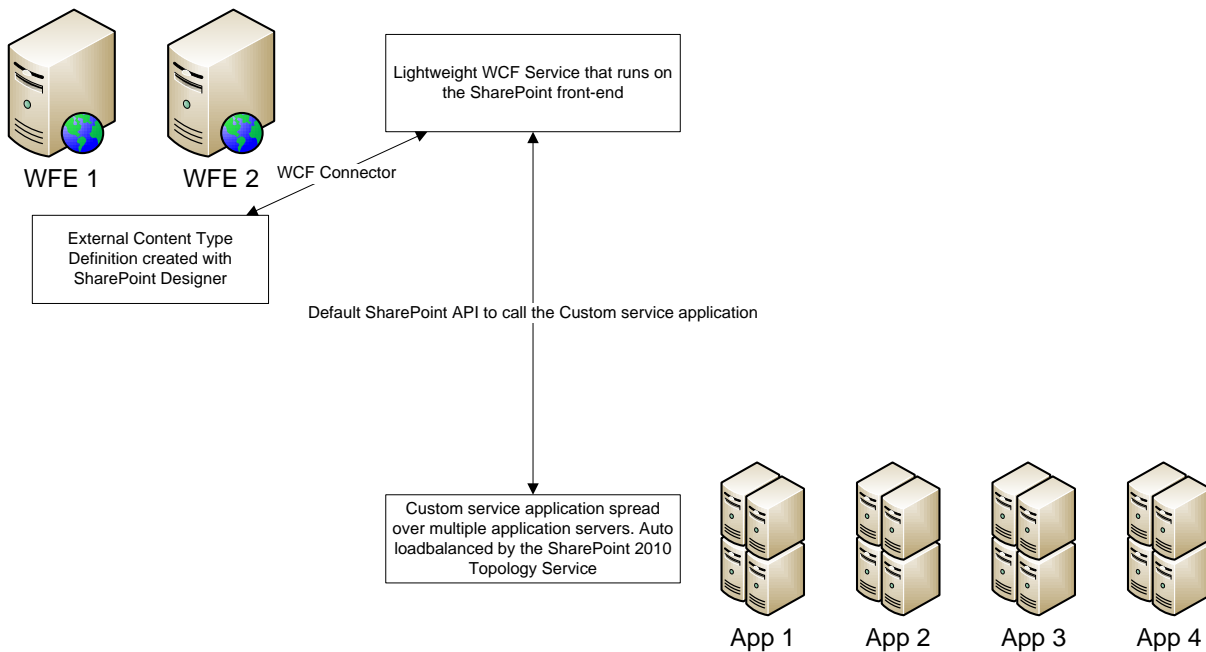 Lightweight WCF Service that runs on
the SharePoint front-end
WFE 1
WFE 2
WCF Connector
External Content Type
Definition created with
SharePoint Designer
Default SharePoint API to call the Custom service application
Custom service application spread
over multiple application servers. Auto
loadbalanced by the SharePoint 2010
Topology Service
App 1
App 2
App 3
App 4